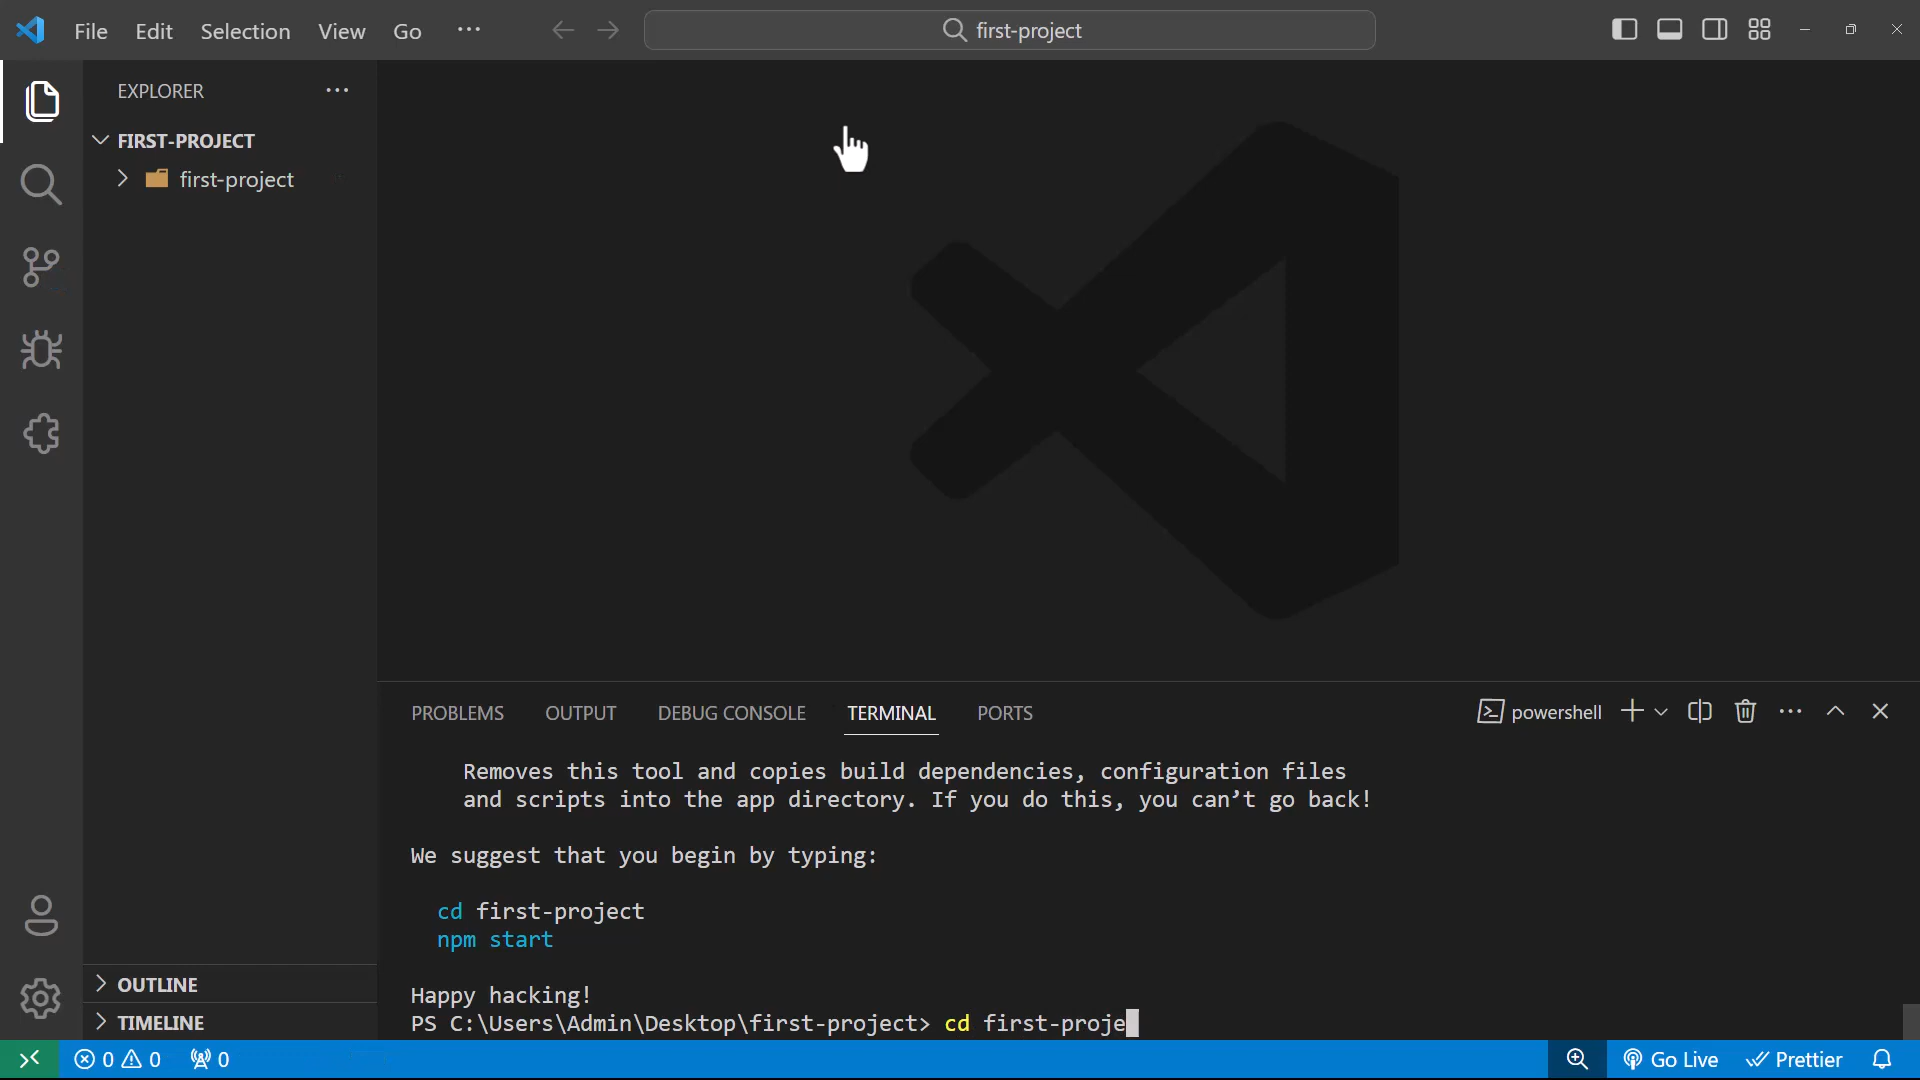 File Edit Selection View Go ··· first-project
EXPLORER ···
FIRST-PROJECT
first-project
PROBLEMS OUTPUT DEBUG CONSOLE TERMINAL PORTS powershell ···
Removes this tool and copies build dependencies, configuration files
and scripts into the app directory. If you do this, you can’t go back!
We suggest that you begin by typing:
cd first-project
npm start
Happy hacking!
PS C:\Users\Admin\Desktop\first-project> cd first-proje
OUTLINE
TIMELINE
0 0 0 Go Live Prettier